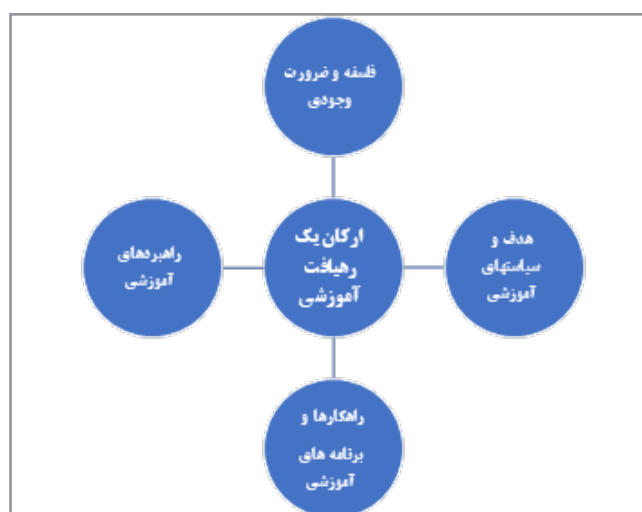 فلسفه و ضرورت
وجودی
ارکان یک
رهیافت
آموزشی
هدف و
سیاستهای
آموزشی
راهبردهای
آموزشی
راهکارها و
برنامه های
آموزشی